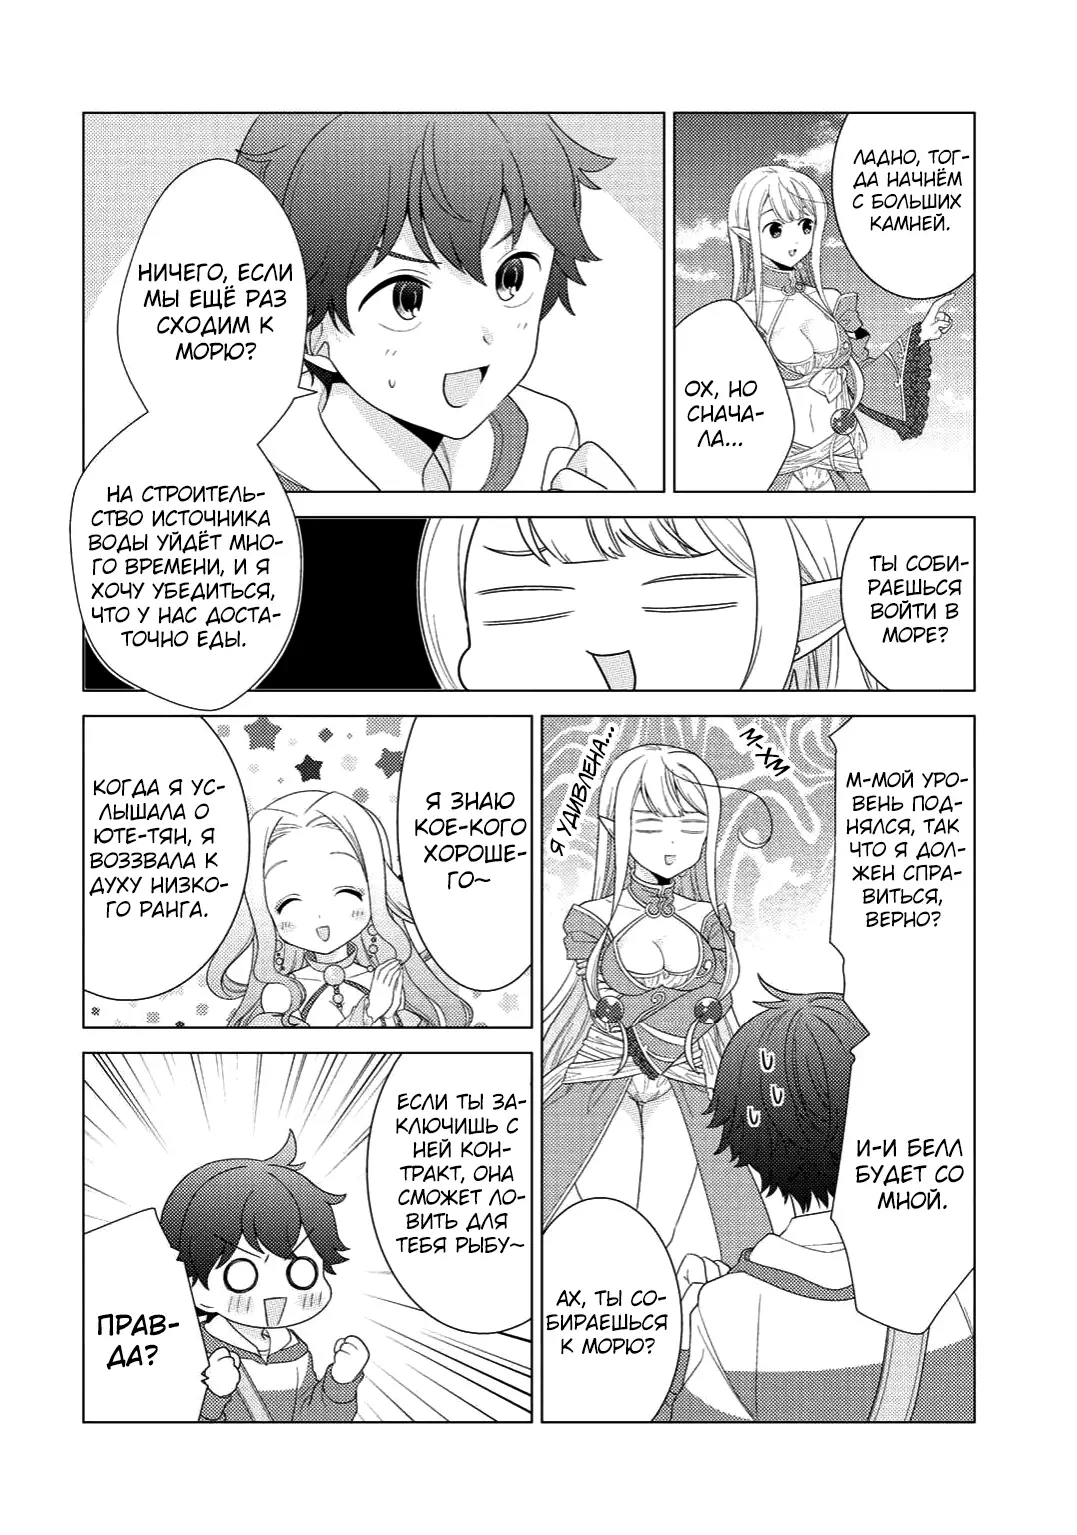 ЛАДНО, ТОГ-
ДА НАЧНЁМ
С БОЛЬШИХ
КАМНЕЙ.
ОХ, НО
СНАЧА-
ЛА...
НИЧЕГО, ЕСЛИ
МЫ ЕЩЁ РАЗ
СХОДИМ К
МОРЮ?
НА СТРОИТЕЛЬ-
СТВО ИСТОЧНИКА
ВОДЫ УЙДЁТ МНО-
ГО ВРЕМЕНИ, И Я
ХОЧУ УБЕДИТЬСЯ,
ЧТО У НАС ДОСТА-
ТОЧНО ЕДЫ.
ТЫ СОБИ-
РАЕШЬСЯ
ВОЙТИ В
МОРЕ?
М-МОЙ УРО-
ВЕНЬ ПОД-
НЯЛСЯ, ТАК
ЧТО Я ДОЛ-
ЖЕН СПРА-
ВИТЬСЯ,
ВЕРНО?
М-ХМ
Я УДИВЛЕНА...
И-И БЕЛЛ
БУДЕТ СО
МНОЙ.
АХ, ТЫ СО-
БИРАЕШЬСЯ
К МОРЮ?
Я ЗНАЮ
КОЕ-КОГО
ХОРОШЕ-
ГО~
КОГДА Я УС-
ЛЫШАЛА О
ЮТЕ-ТЯН, Я
ВОЗЗВАЛА К
ДУХУ НИЗКО-
ГО РАНГА.
ЕСЛИ ТЫ ЗА-
КЛЮЧИШЬ С
НЕЙ КОН-
ТРАКТ, ОНА
СМОЖЕТ ЛО-
ВИТЬ ДЛЯ
ТЕБЯ РЫБУ~
ПРАВ-
ДА?